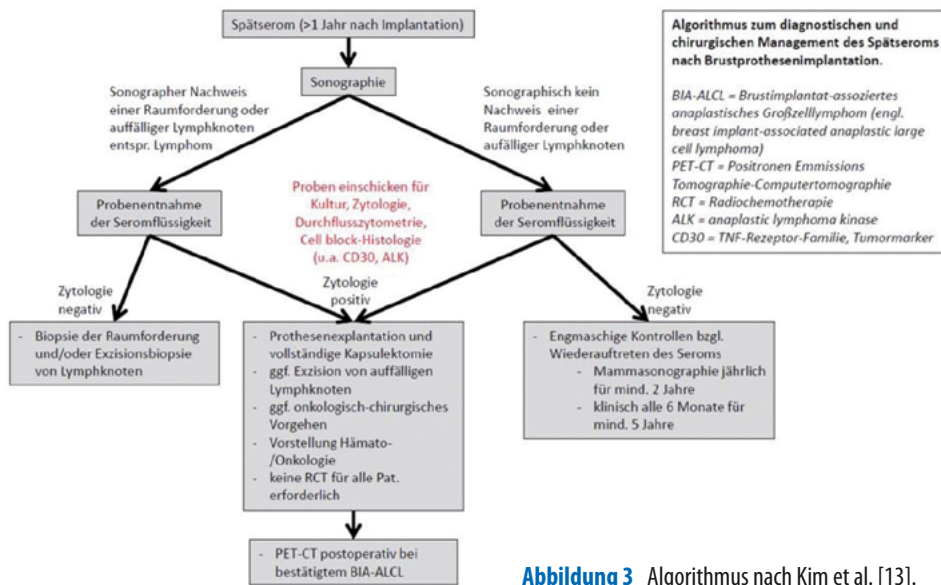 Spätserom (>1 Jahr nach Implantation)
Sonographie
Sonographer Nachweis
einer Raumforderung oder
auffälliger Lymphknoten
entspr. Lymphom
Sonographisch kein
Nachweis einer
Raumforderung oder
aufälliger Lymphknoten
Probenentnahme
der Seromflüssigkeit
Proben einschicken für
Kultur, Zytologie,
Durchflusszytometrie,
Cell block-Histologie
(u.a. CD30, ALK)
Probenentnahme
der Seromflüssigkeit
Zytologie
negativ
Zytologie
positiv
Zytologie
negativ
- Biopsie der Raumforderung
und/oder Exzisionsbiopsie
von Lymphknoten
- Prothesenexplantation und
vollständige Kapsulektomie
- ggf. Exzision von auffälligen
Lymphknoten
- ggf. onkologisch-chirurgisches
Vorgehen
- Vorstellung Hämato-
/Onkologie
- keine RCT für alle Pat.
erforderlich
- Engmaschige Kontrollen bzgl.
Wiederauftreten des Seroms
- Mammasonographie jährlich
für mind. 2 Jahre
- klinisch alle 6 Monate für
mind. 5 Jahre
- PET-CT postoperativ bei
bestätigtem BIA-ALCL
Algorithmus zum diagnostischen und
chirurgischen Management des Spätseroms
nach Brustprothesenimplantation.
BIA-ALCL = Brustimplantat-assoziertes
anaplastisches Großzelllymphom (engl.
breast implant-associated anaplastic large
cell lymphoma)
PET-CT = Positronen Emmissions
Tomographie-Computertomographie
RCT = Radiochemotherapie
ALK = anaplastic lymphoma kinase
CD30 = TNF-Rezeptor-Familie, Tumormarker
Abbildung 3 Algorithmus nach Kim et al. [13].